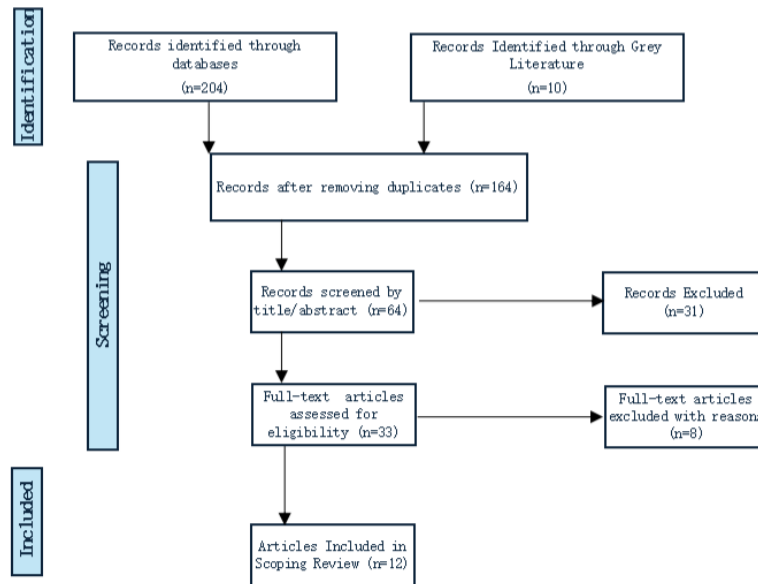 Identification
Records identified through
databases
(n=204)
Records Identified through Grey
Literature
(n=10)
Screening
Records after removing duplicates (n=164)
Records screened by
title/abstract (n=64)
Records Excluded
(n=31)
Full-text articles
assessed for
eligibility (n=33)
Full-text articles
excluded with reasons
(n=8)
Included
Articles Included in
Scoping Review (n=12)